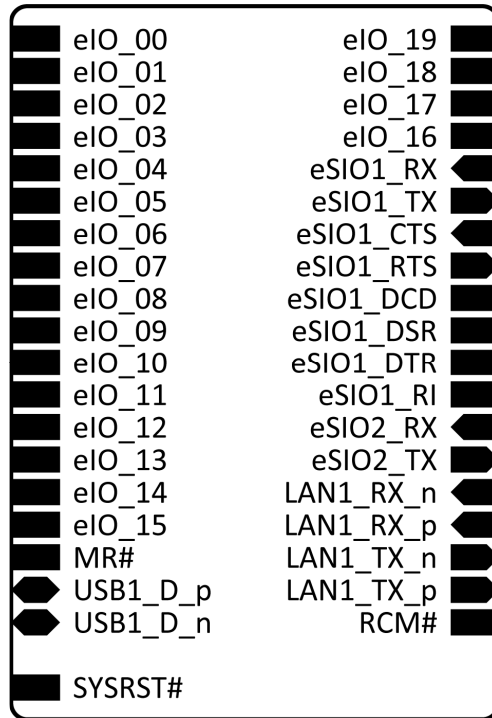 eIO_00 eIO_19
eIO_01 eIO_18
eIO_02 eIO_17
eIO_03 eIO_16
eIO_04 eSIO1_RX
eIO_05 eSIO1_TX
eIO_06 eSIO1_CTS
eIO_07 eSIO1_RTS
eIO_08 eSIO1_DCD
eIO_09 eSIO1_DSR
eIO_10 eSIO1_DTR
eIO_11 eSIO1_RI
eIO_12 eSIO2_RX
eIO_13 eSIO2_TX
eIO_14 LAN1_RX_n
eIO_15 LAN1_RX_p
MR# LAN1_TX_n
USB1_D_p LAN1_TX_p
USB1_D_n RCM#
SYSRST#